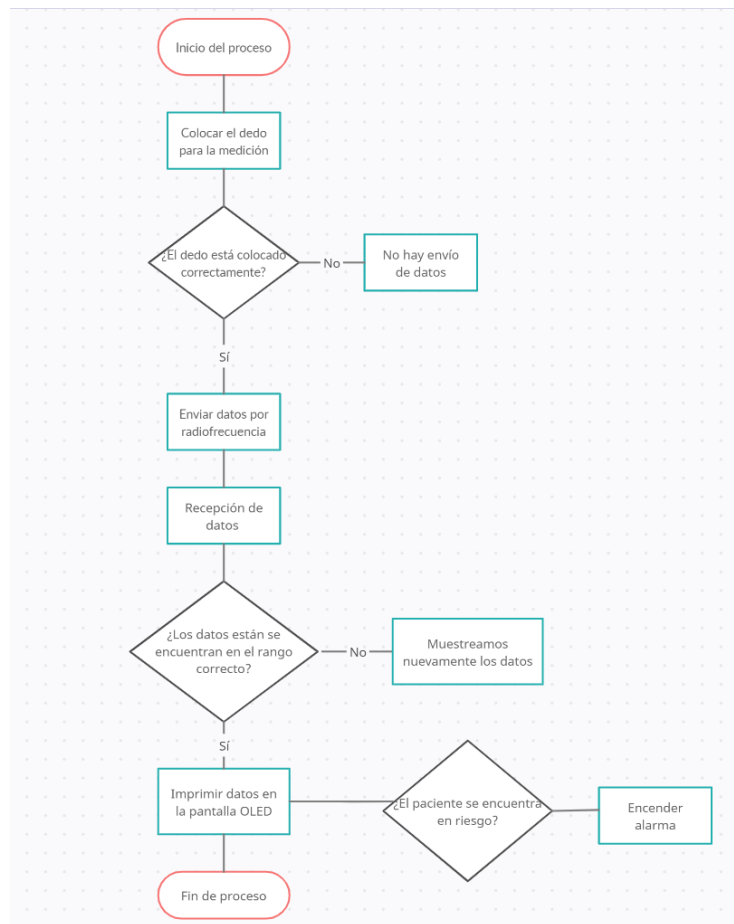 Inicio del proceso
Colocar el dedo
para la medición
¿El dedo está colocado
correctamente?
No
No hay envío
de datos
Sí
Enviar datos por
radiofrecuencia
Recepción de
datos
¿Los datos están se
encuentran en el rango
correcto?
No
Muestreamos
nuevamente los datos
Sí
Imprimir datos en
la pantalla OLED
¿El paciente se encuentra
en riesgo?
Encender
alarma
Fin de proceso